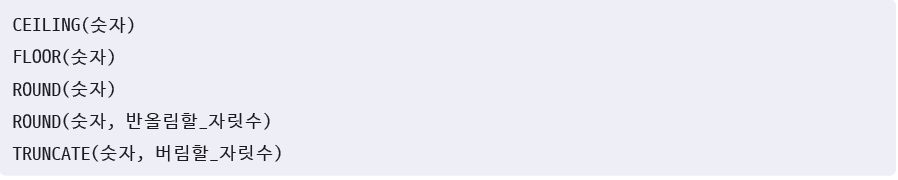 CEILING(숫자)
FLOOR(숫자)
ROUND(숫자)
ROUND(숫자, 반올림할_자릿수)
TRUNCATE(숫자, 버림할_자릿수)